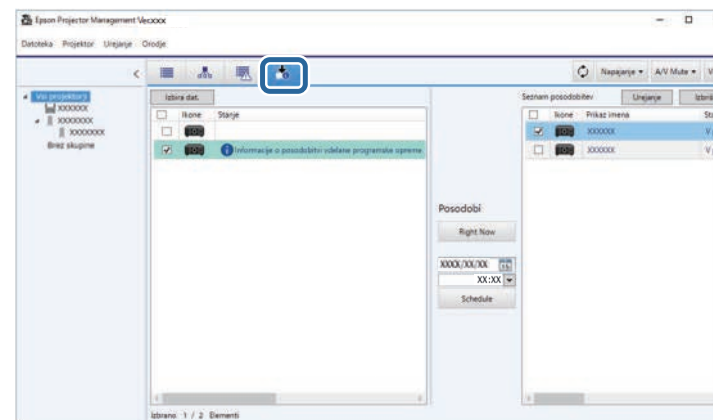 Epson Projector Management Ver.xxxx
Datoteka Projektor Urejanje Orodje
Napajanje A/V Mute
Vsi projektorji
XXXXXX
XXXXXXX
XXXXXXX
Brez skupine
Izbira dat.
Ikone Stanje
Informacije o posodobitvi vdelane programske opreme.
Posodobi
Right Now
XXXX/XX/XX
XX:XX
Schedule
Seznam posodobitev Urejanje
Ikone Prikaz imena
XXXXXX
XXXXXX
Izbrano 1 / 2 Elementi